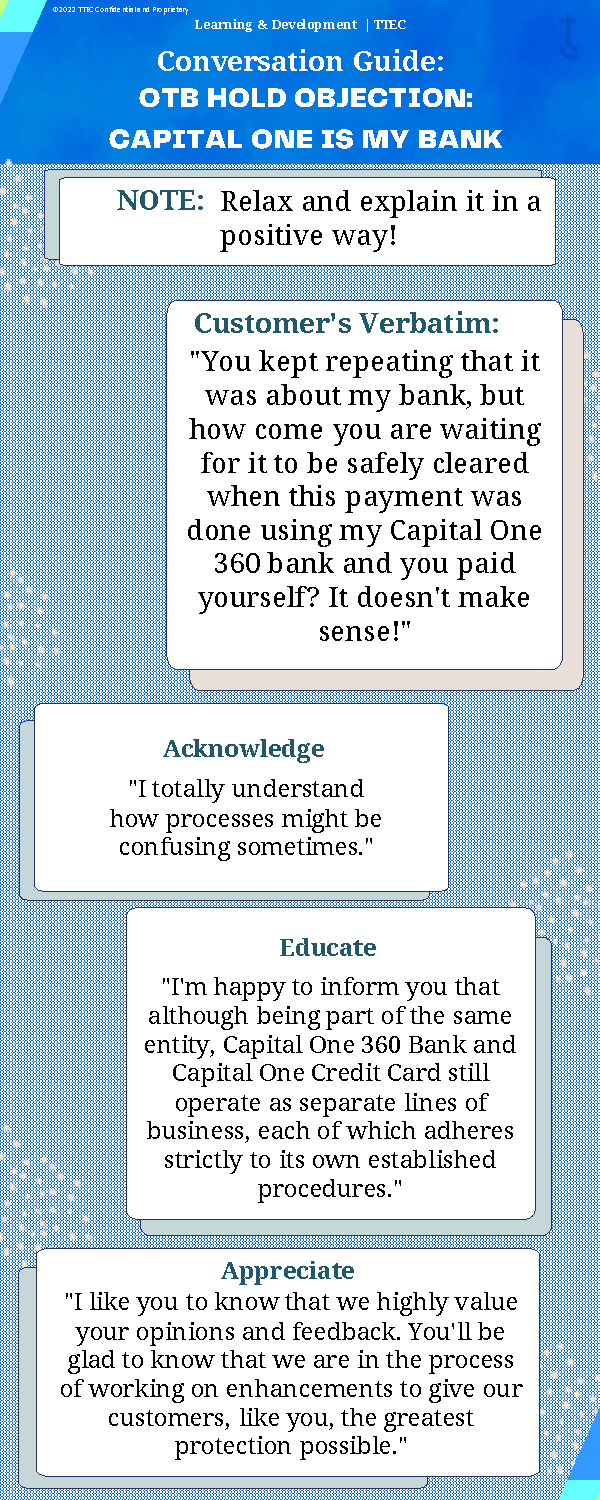 ©2022 TTEC Confidential and Proprietary
Learning & Development | TTEC
Conversation Guide:
OTB HOLD OBJECTION:
CAPITAL ONE IS MY BANK
NOTE: Relax and explain it in a
positive way!
Customer's Verbatim:
"You kept repeating that it
was about my bank, but
how come you are waiting
for it to be safely cleared
when this payment was
done using my Capital One
360 bank and you paid
yourself? It doesn't make
sense!"
Acknowledge
"I totally understand
how processes might be
confusing sometimes."
Educate
"I'm happy to inform you that
although being part of the same
entity, Capital One 360 Bank and
Capital One Credit Card still
operate as separate lines of
business, each of which adheres
strictly to its own established
procedures."
Appreciate
"I like you to know that we highly value
your opinions and feedback. You'll be
glad to know that we are in the process
of working on enhancements to give our
customers, like you, the greatest
protection possible."